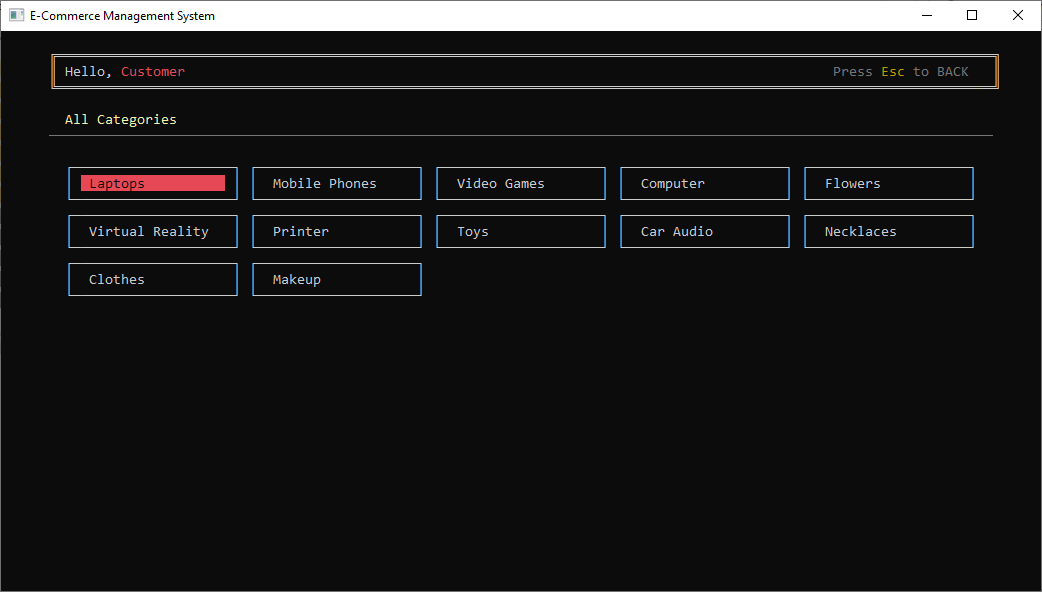 E-Commerce Management System
Hello, Customer Press Esc to BACK
All Categories
Laptops Mobile Phones Video Games Computer Flowers
Virtual Reality Printer Toys Car Audio Necklaces
Clothes Makeup